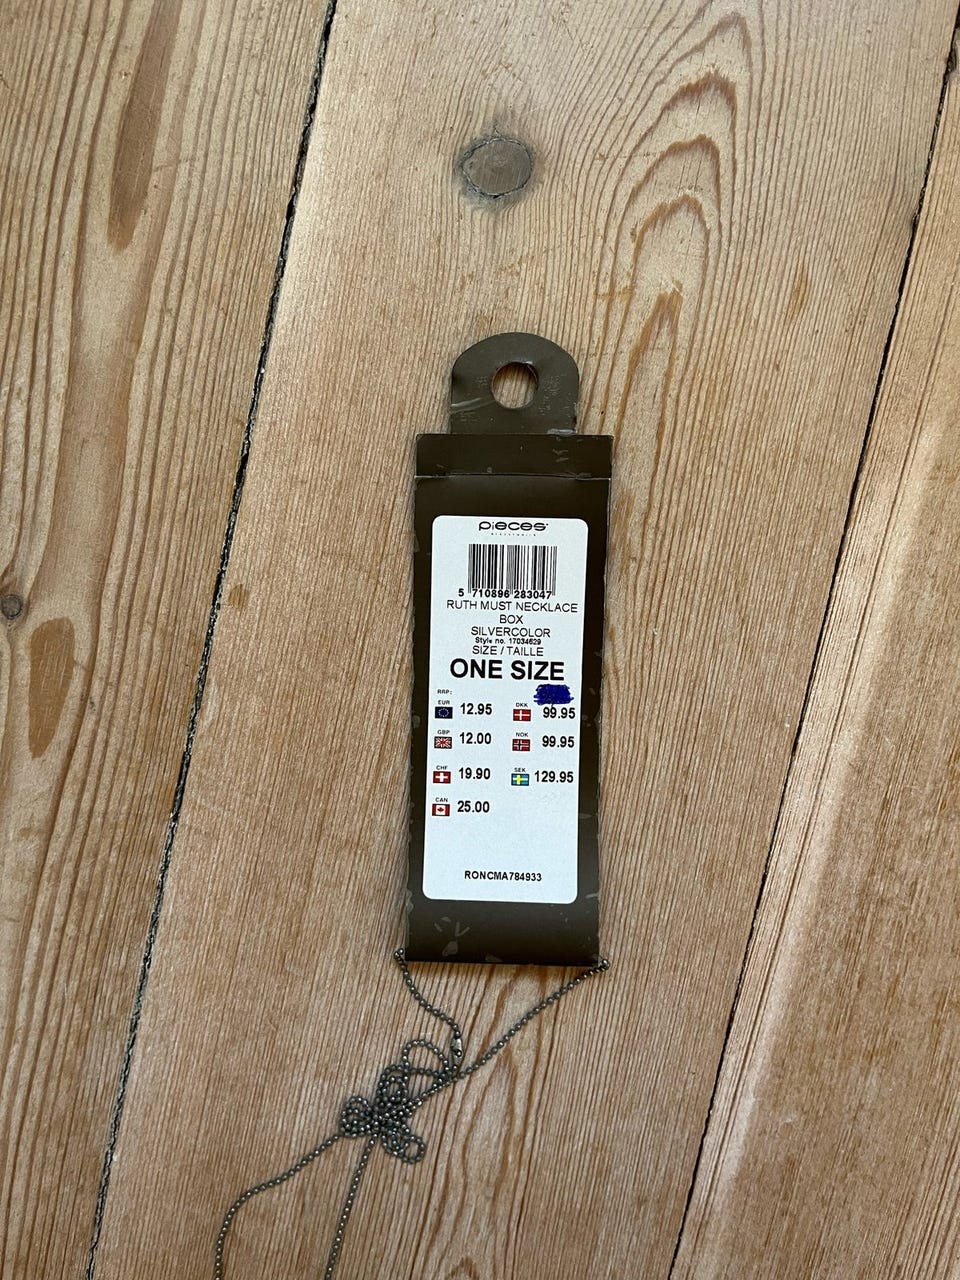 pieces
5 710896 283047
RUTH MUST NECKLACE
BOX
SILVERCOLOR
Style no. 17034629
SIZE / TAILLE
ONE SIZE
RRP:
EUR 12.95 DKK 99.95
GBP 12.00 NOK 99.95
CHF 19.90 SEK 129.95
CAN 25.00
RONCMA784933